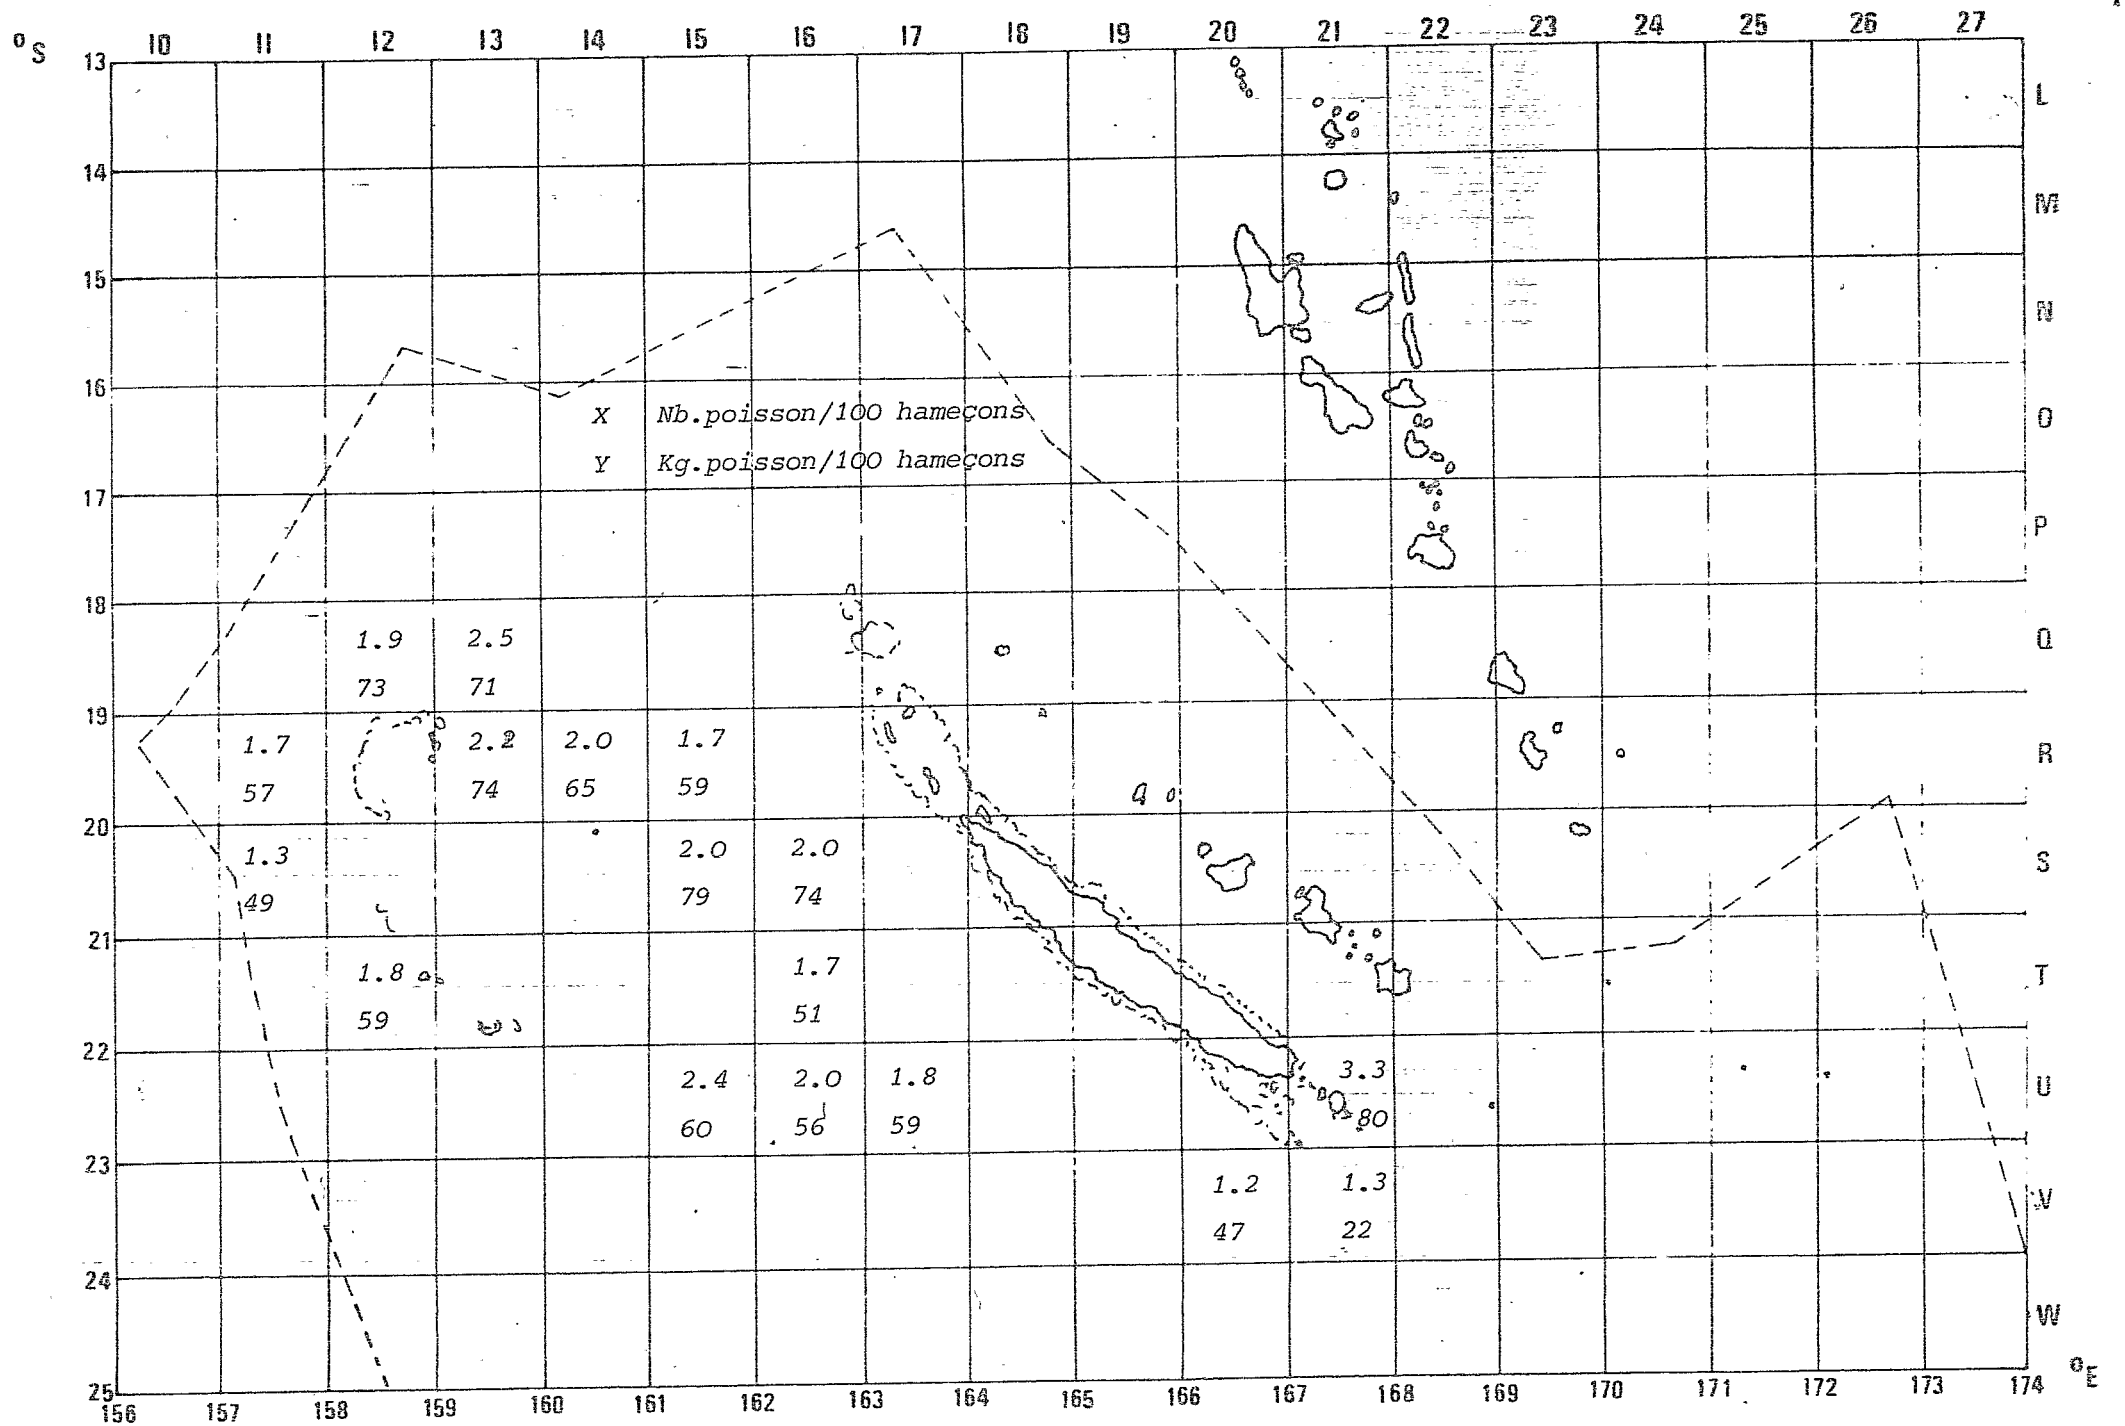 10 11 12 13 14 15 16 17 18 19 20 21 22 23 24 25 26 27
°S
13
L
14
M
15
N
16
X Nb.poisson/100 hameçons
O
Y Kg.poisson/100 hameçons
17
P
18
1.9 2.5
Q
73 71
19
1.7 2.2 2.0 1.7
R
57 74 65 59
20
1.3 2.0 2.0
S
49 79 74
21
1.8 1.7
T
59 51
22
2.4 2.0 1.8 3.3
U
60 56 59 80
23
1.2 1.3
V
47 22
24
W
25
°E
156 157 158 159 160 161 162 163 164 165 166 167 168 169 170 171 172 173 174